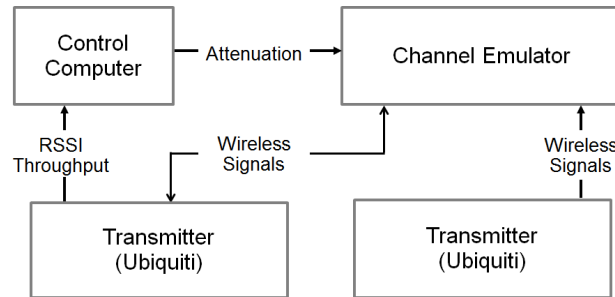 Control
Computer
Attenuation
Channel Emulator
RSSI
Throughput
Wireless
Signals
Wireless
Signals
Transmitter
(Ubiquiti)
Transmitter
(Ubiquiti)